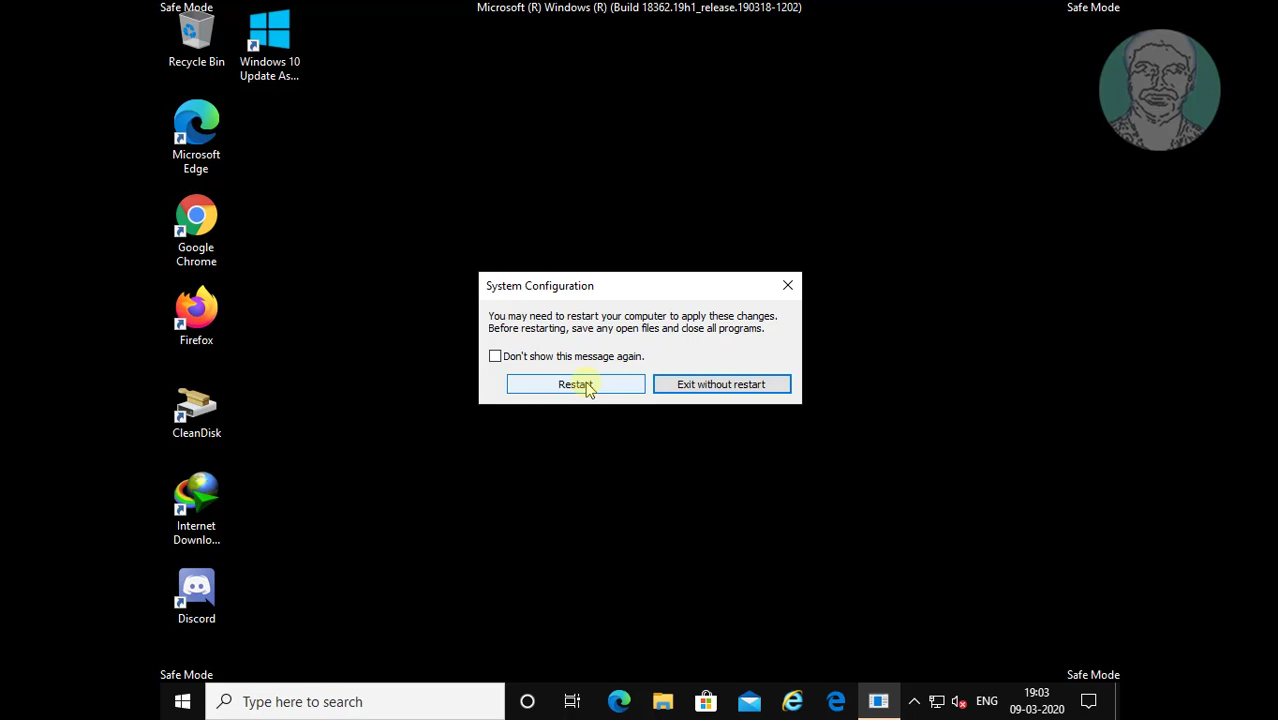 Safe Mode
Microsoft (R) Windows (R) (Build 18362.19h1_release.190318-1202)
Safe Mode
Recycle Bin
Windows 10
Update As...
Microsoft
Edge
Google
Chrome
Firefox
CleanDisk
Internet
Downlo...
Discord
System Configuration
You may need to restart your computer to apply these changes.
Before restarting, save any open files and close all programs.
Don't show this message again.
Restart
Exit without restart
Safe Mode
Safe Mode
Type here to search
ENG
19:03
09-03-2020